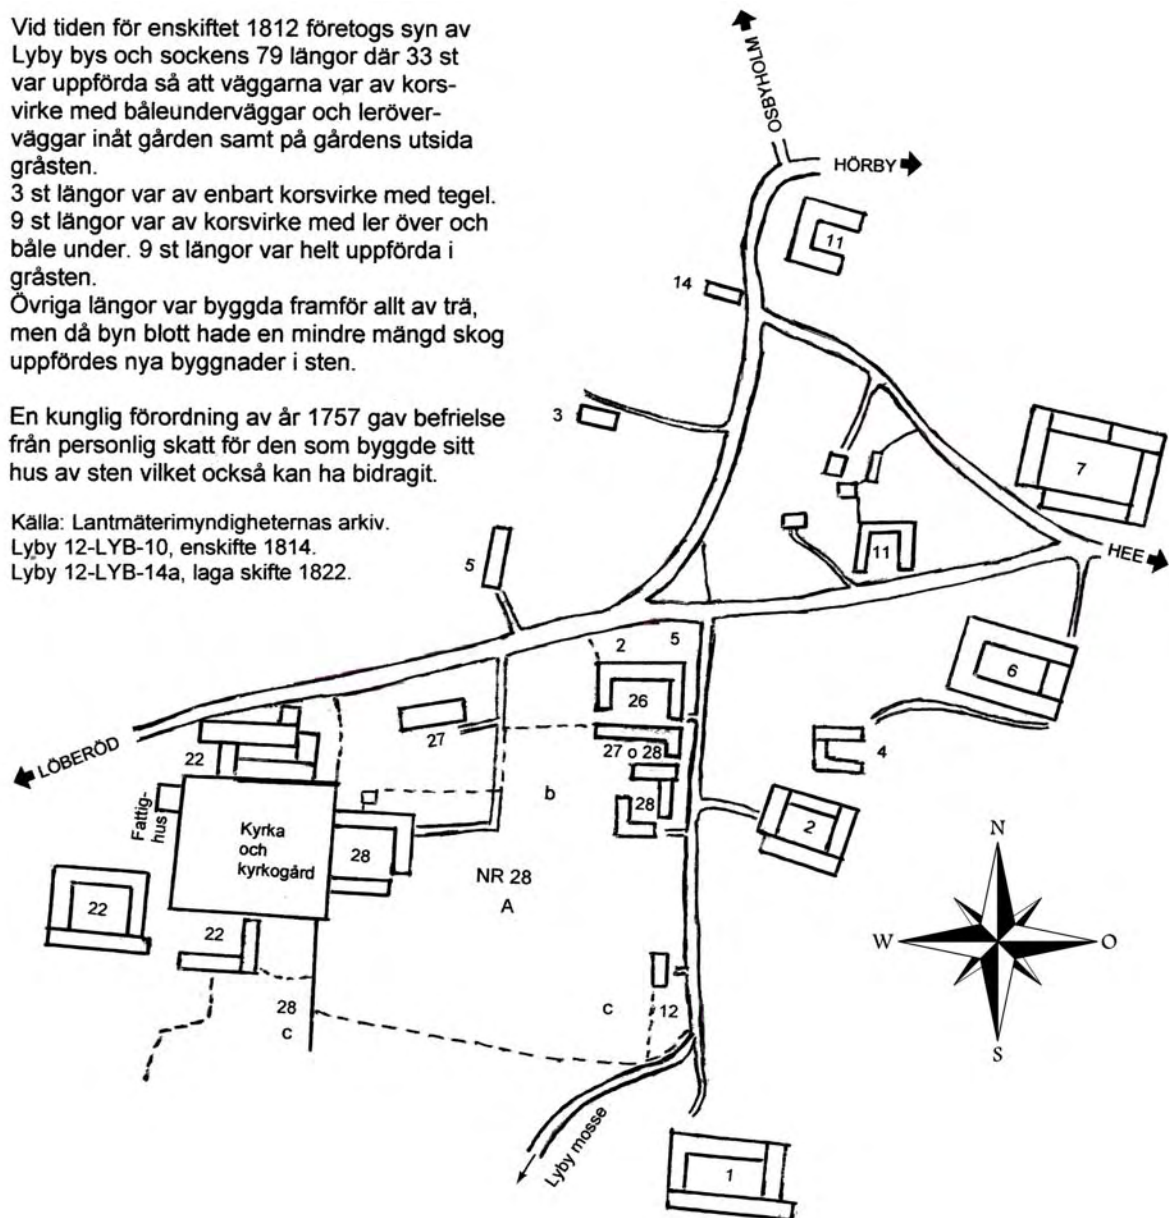 Vid tiden för enskiftet 1812 företogs syn av
Lyby bys och sockens 79 längor där 33 st
var uppförda så att väggarna var av kors-
virke med båleunderväggar och leröver-
väggar inåt gården samt på gårdens utsida
gråsten.
3 st längor var av enbart korsvirke med tegel.
9 st längor var av korsvirke med ler över och
båle under. 9 st längor var helt uppförda i
gråsten.
Övriga längor var byggda framför allt av trä,
men då byn blott hade en mindre mängd skog
uppfördes nya byggnader i sten.
En kunglig förordning av år 1757 gav befrielse
från personlig skatt för den som byggde sitt
hus av sten vilket också kan ha bidragit.
Källa: Lantmäterimyndigheternas arkiv.
Lyby 12-LYB-10, enskifte 1814.
Lyby 12-LYB-14a, laga skifte 1822.
OSBYHOLM
HÖRBY
11
14
3
7
5
11
HEE
2
5
6
26
27
27 o 28
4
LÖBERÖD
22
b
28
2
Fattig-
hus
Kyrka
och
kyrkogård
28
NR 28
A
22
22
28
c
c
12
N
W
O
S
Lyby mosse
1